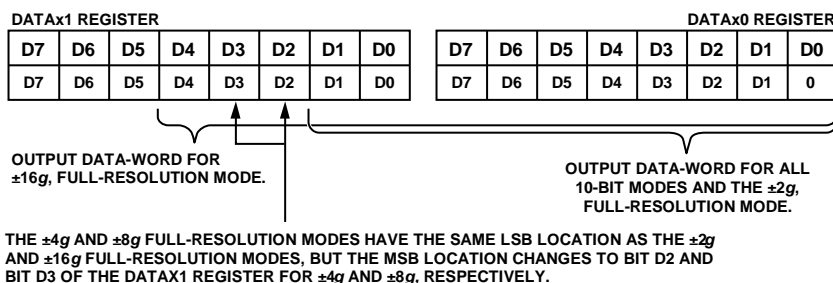 DATAx1 REGISTER
DATAx0 REGISTER
D7 D6 D5 D4 D3 D2 D1 D0
D7 D6 D5 D4 D3 D2 D1 D0
D7 D6 D5 D4 D3 D2 D1 D0
D7 D6 D5 D4 D3 D2 D1 0
OUTPUT DATA-WORD FOR
±16g, FULL-RESOLUTION MODE.
OUTPUT DATA-WORD FOR ALL
10-BIT MODES AND THE ±2g,
FULL-RESOLUTION MODE.
THE ±4g AND ±8g FULL-RESOLUTION MODES HAVE THE SAME LSB LOCATION AS THE ±2g
AND ±16g FULL-RESOLUTION MODES, BUT THE MSB LOCATION CHANGES TO BIT D2 AND
BIT D3 OF THE DATAX1 REGISTER FOR ±4g AND ±8g, RESPECTIVELY.